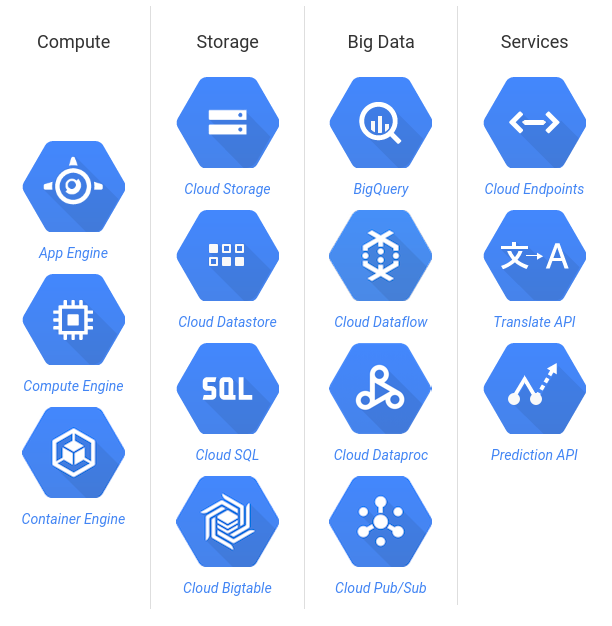 Compute
App Engine
Compute Engine
Container Engine
Storage
Cloud Storage
Cloud Datastore
SQL
Cloud SQL
Cloud Bigtable
Big Data
BigQuery
Cloud Dataflow
Cloud Dataproc
Cloud Pub/Sub
Services
Cloud Endpoints
文→A
Translate API
Prediction API